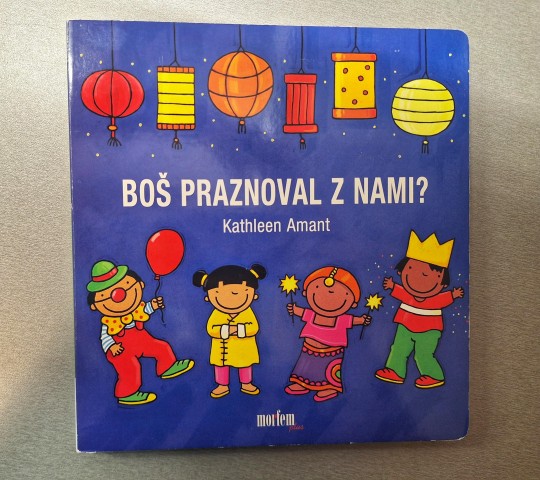 BOŠ PRAZNOVAL Z NAMI?
Kathleen Amant
morfem